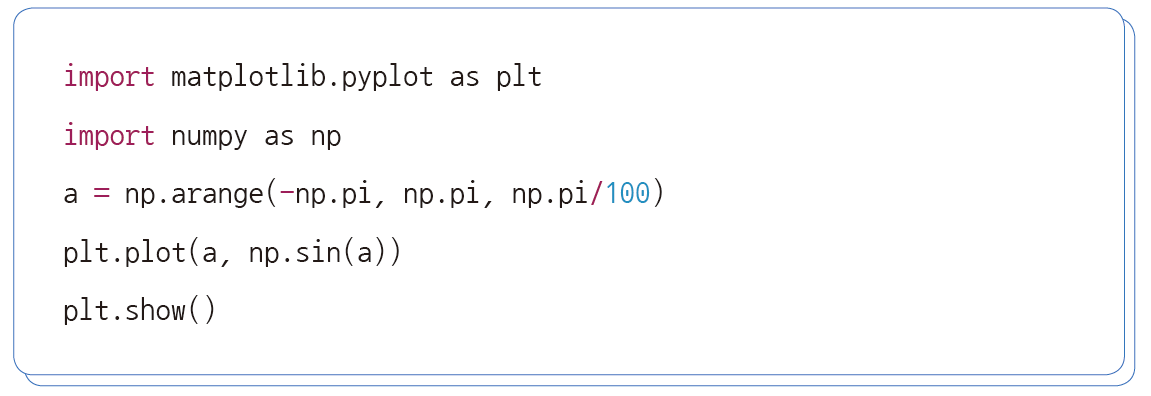 import matplotlib.pyplot as plt
import numpy as np
a = np.arange(-np.pi, np.pi, np.pi/100)
plt.plot(a, np.sin(a))
plt.show()